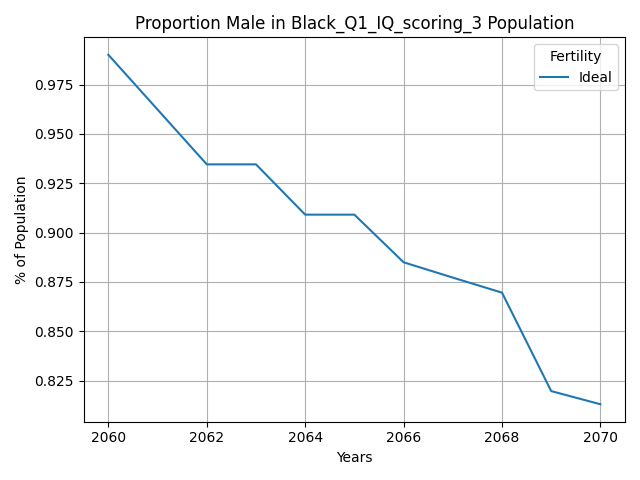 Proportion Male in Black_Q1_IQ_scoring_3 Population
Fertility
Ideal
0.975
0.950
0.925
0.900
0.875
0.850
0.825
% of Population
2060 2062 2064 2066 2068 2070
Years